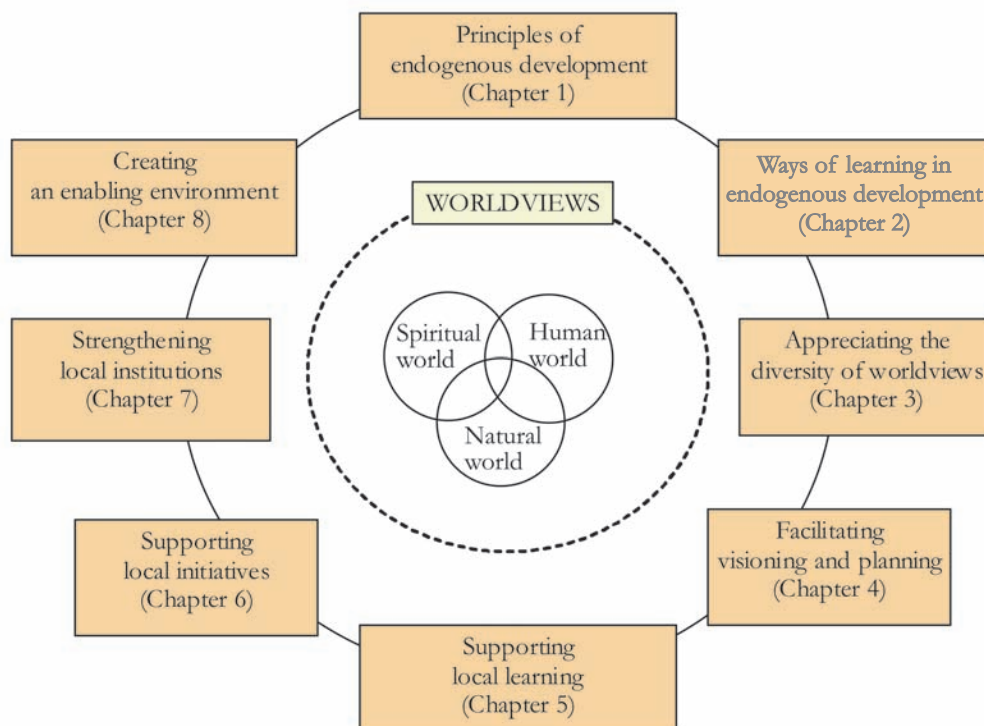 Principles of
endogenous development
(Chapter 1)
Ways of learning in
endogenous development
(Chapter 2)
Appreciating the
diversity of worldviews
(Chapter 3)
Facilitating
visioning and planning
(Chapter 4)
Supporting
local learning
(Chapter 5)
Supporting
local initiatives
(Chapter 6)
Strengthening
local institutions
(Chapter 7)
Creating
an enabling environment
(Chapter 8)
WORLDVIEWS
Spiritual
world
Human
world
Natural
world